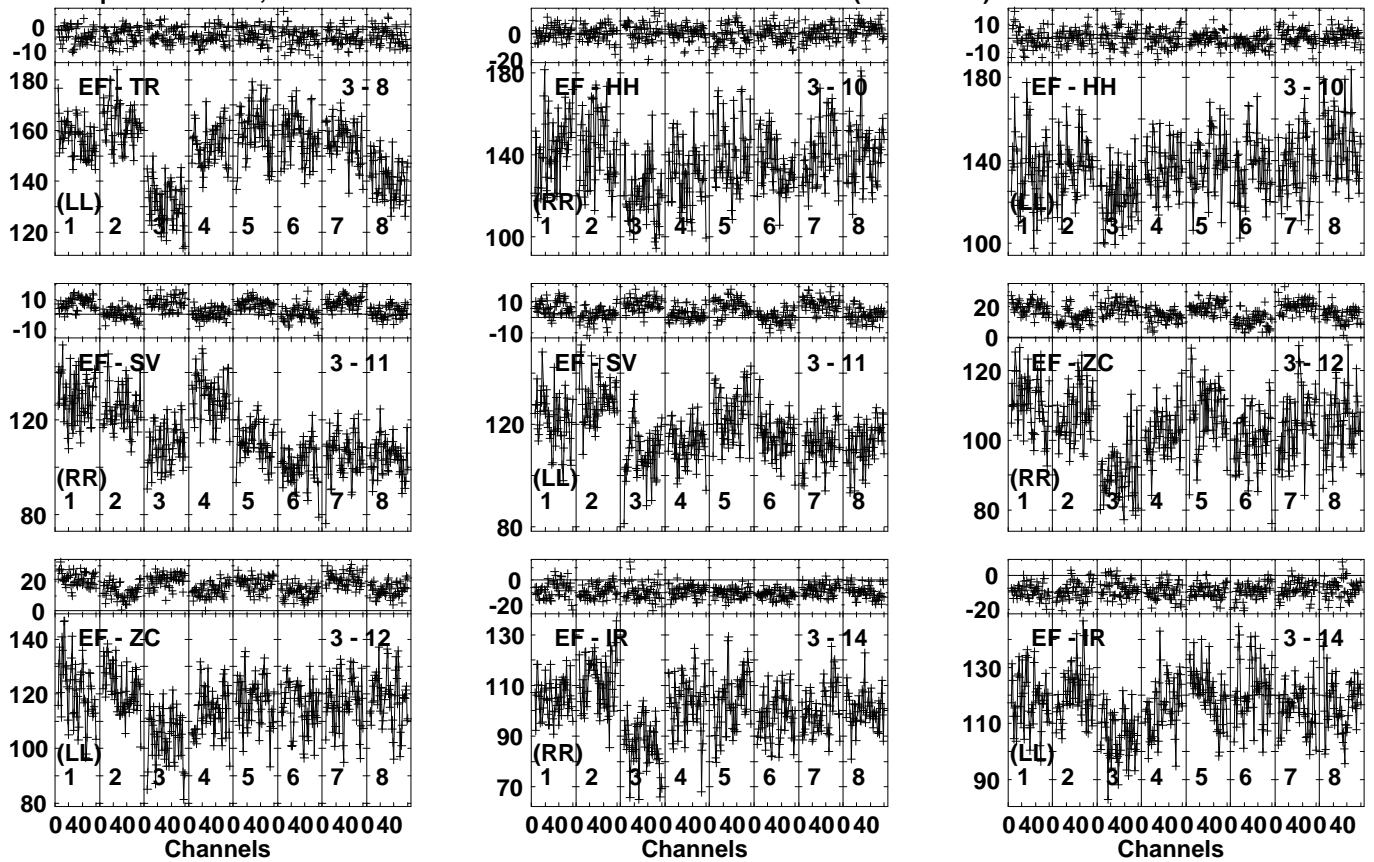 0 0 10
-10 -20 -10
180 EF - TR 3 - 8 180 EF - HH 3 - 10 180 EF - HH 3 - 10
160
140 140 140
(LL) (RR) (LL)
120 1 2 3 4 5 6 7 8 100 1 2 3 4 5 6 7 8 100 1 2 3 4 5 6 7 8
10 10 20
-10 -10 0
EF - SV 3 - 11 EF - SV 3 - 11 120 EF - ZC 3 - 12
120 120 100
(RR) (LL) (RR)
80 1 2 3 4 5 6 7 8 80 1 2 3 4 5 6 7 8 80 1 2 3 4 5 6 7 8
20 0 0
0 -20 -20
140 EF - ZC 3 - 12 130 EF - IR 3 - 14 EF - IR 3 - 14
120 110 130
100 90 110
(LL) (RR) (LL)
80 1 2 3 4 5 6 7 8 70 1 2 3 4 5 6 7 8 90 1 2 3 4 5 6 7 8
0 40 0 40 0 40 0 40 0 40 0 40 0 40 0 40 0 40 0 40 0 40 0 40 0 40 0 40 0 40 0 40 0 40 0 40 0 40 0 40 0 40 0 40 0 40 0 40
Channels Channels Channels